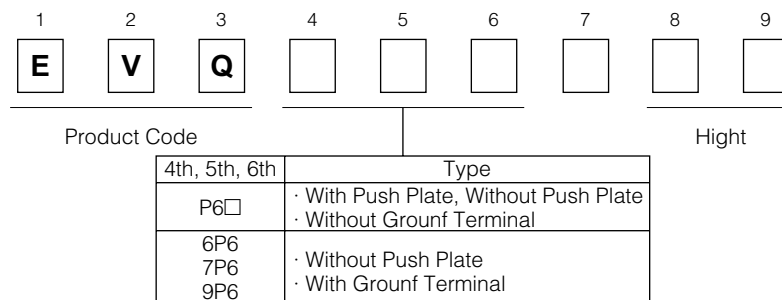 1 2 3 4 5 6 7 8 9
E V Q
Product Code Hight
4th, 5th, 6th Type
P6□ · With Push Plate, Without Push Plate
· Without Grounf Terminal
6P6
7P6 · Without Push Plate
9P6 · With Grounf Terminal